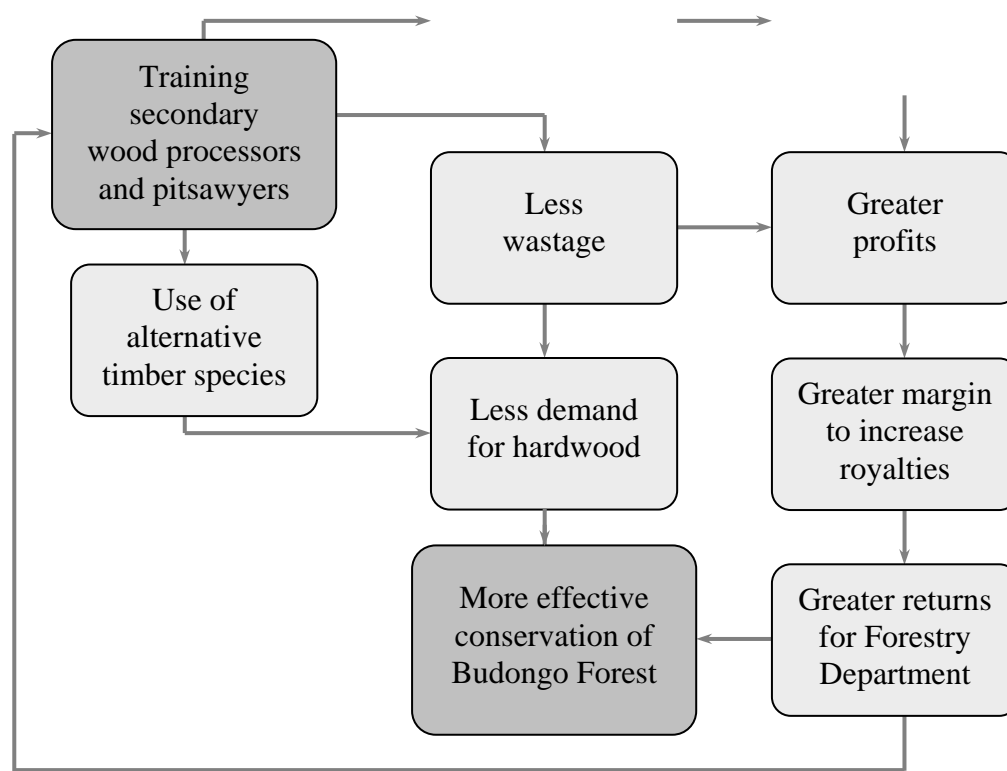 Training
secondary
wood processors
and pitsawyers
Less
wastage
Greater
profits
Use of
alternative
timber species
Less demand
for hardwood
Greater margin
to increase
royalties
More effective
conservation of
Budongo Forest
Greater returns
for Forestry
Department